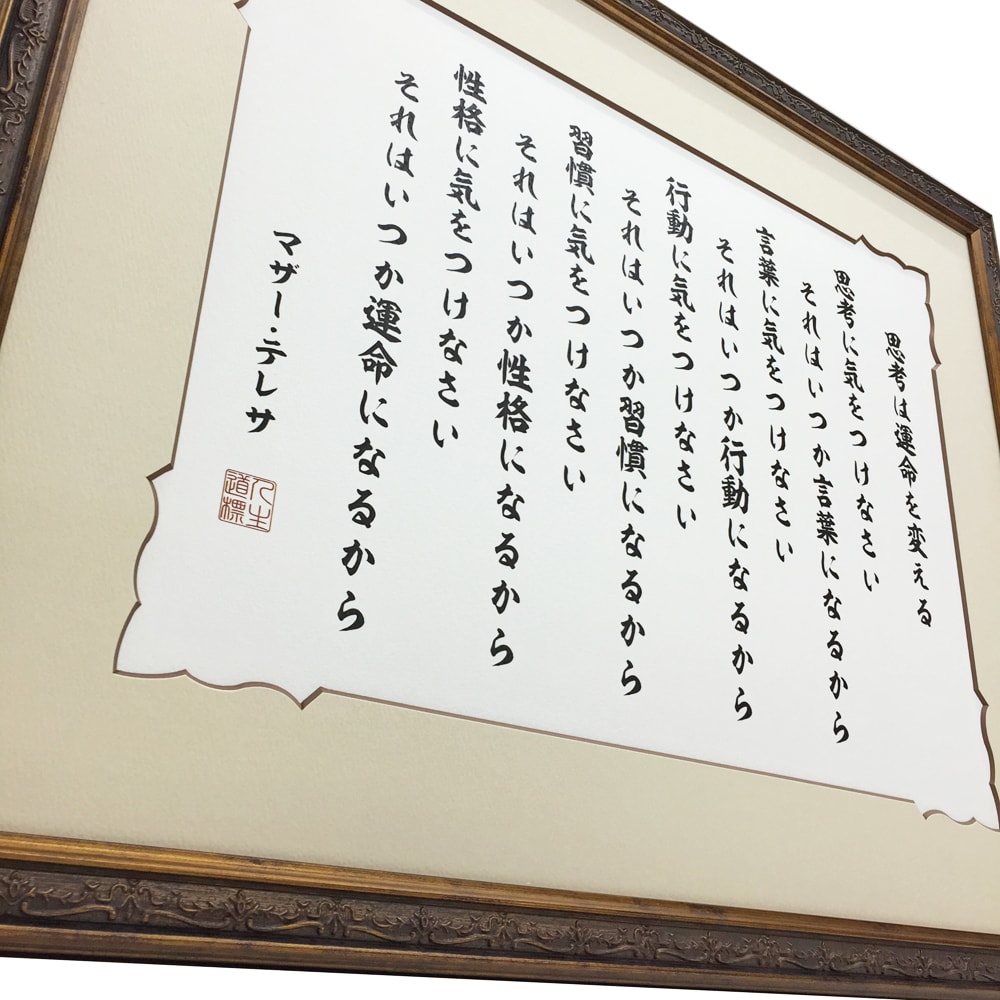 思考は運命を変える
思考に気をつけなさい
それはいつか言葉になるから
言葉に気をつけなさい
それはいつか行動になるから
行動に気をつけなさい
それはいつか習慣になるから
習慣に気をつけなさい
それはいつか性格になるから
性格に気をつけなさい
それはいつか運命になるから
マザー・テレサ
人生
道標